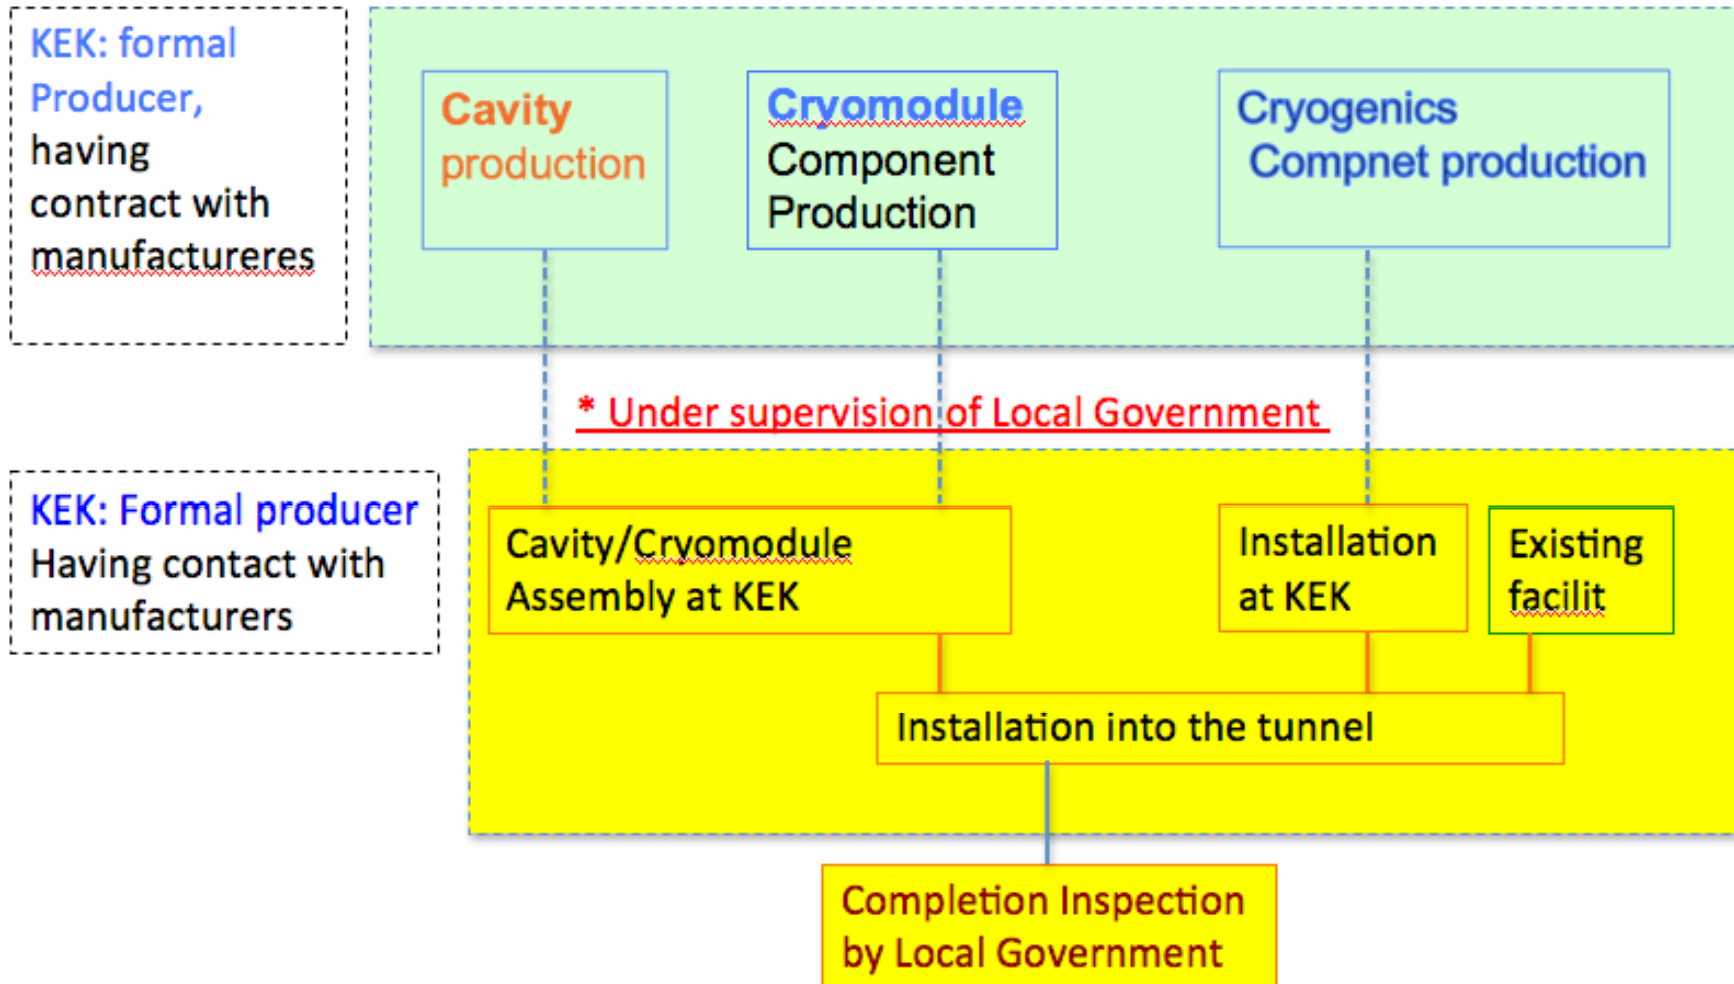 KEK: formal
Producer,
having
contract with
manufactureres
Cavity
production
Cryomodule
Component
Production
Cryogenics
Compnet production
* Under supervision of Local Government
KEK: Formal producer
Having contact with
manufacturers
Cavity/Cryomodule
Assembly at KEK
Installation
at KEK
Existing
facilit
Installation into the tunnel
Completion Inspection
by Local Government